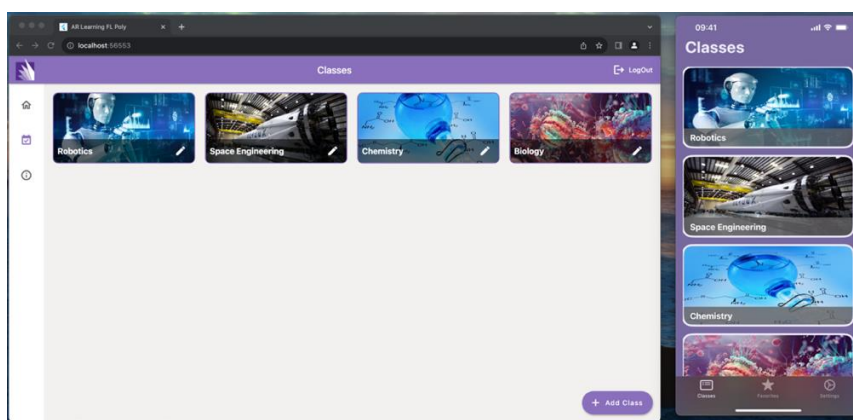 AR Learning FL Poly
localhost:56553
Classes
LogOut
Robotics
Space Engineering
Chemistry
Biology
+ Add Class
09:41
Classes
Robotics
Space Engineering
Chemistry
Classes
Favorites
Settings